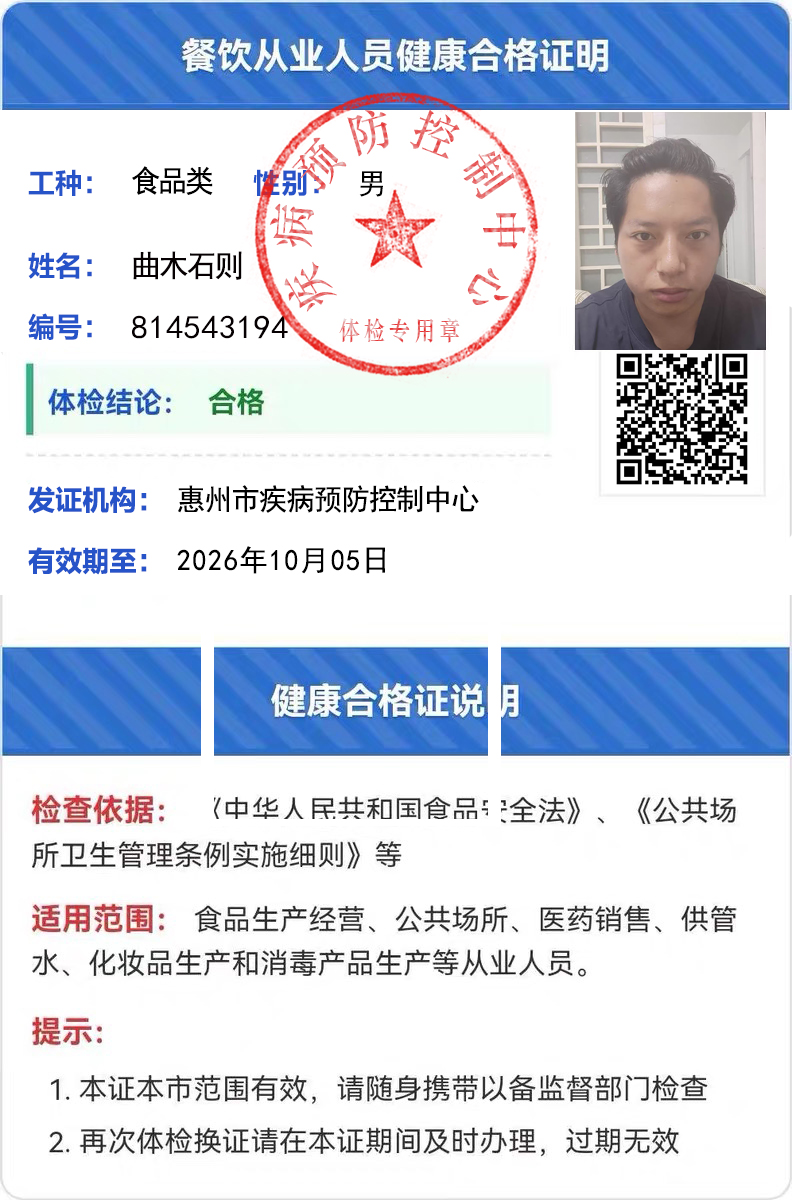 餐饮从业人员健康合格证明
工种： 食品类 性别： 男
姓名： 曲木石则
编号： 814543194
疾病预防控制中心
体检专用章
体检结论： 合格
发证机构： 惠州市疾病预防控制中心
有效期至： 2026年10月05日
健康合格证说明
检查依据： 《中华人民共和国食品安全法》、《公共场
所卫生管理条例实施细则》等
适用范围： 食品生产经营、公共场所、医药销售、供管
水、化妆品生产和消毒产品生产等从业人员。
提示：
1. 本证本市范围有效，请随身携带以备监督部门检查
2. 再次体检换证请在本证期间及时办理，过期无效